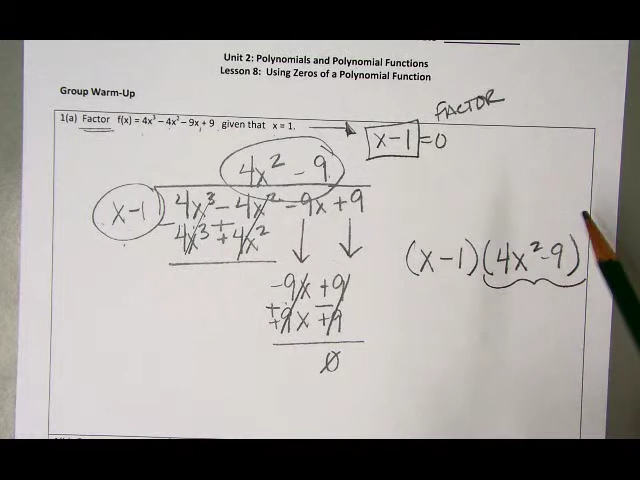 Unit 2: Polynomials and Polynomial Functions
Lesson 8: Using Zeros of a Polynomial Function
Group Warm-Up
1(a) Factor f(x) = 4x³ – 4x² – 9x + 9 given that x = 1.
FACTOR
x-1 =0
4x² - 9
x-1 4x³ - 4x² - 9x + 9
4x³ + 4x²
(x-1)(4x²-9)
-9x +9
+9x +9
0